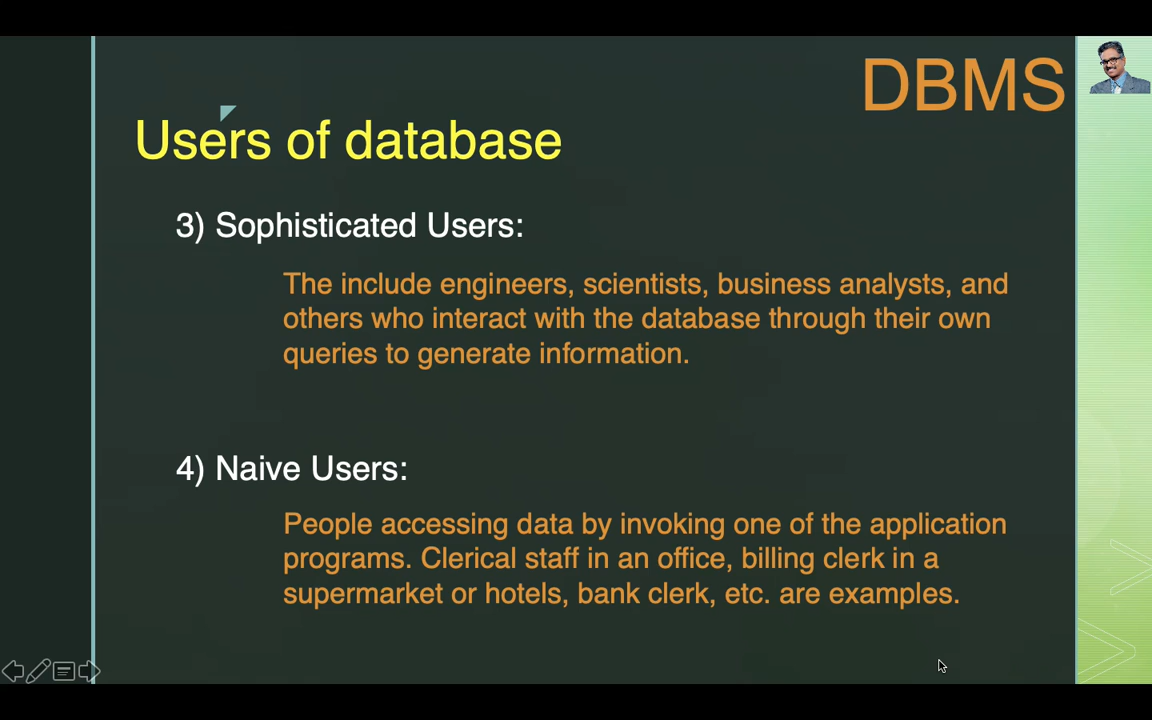 DBMS
Users of database
3) Sophisticated Users:
The include engineers, scientists, business analysts, and
others who interact with the database through their own
queries to generate information.
4) Naive Users:
People accessing data by invoking one of the application
programs. Clerical staff in an office, billing clerk in a
supermarket or hotels, bank clerk, etc. are examples.